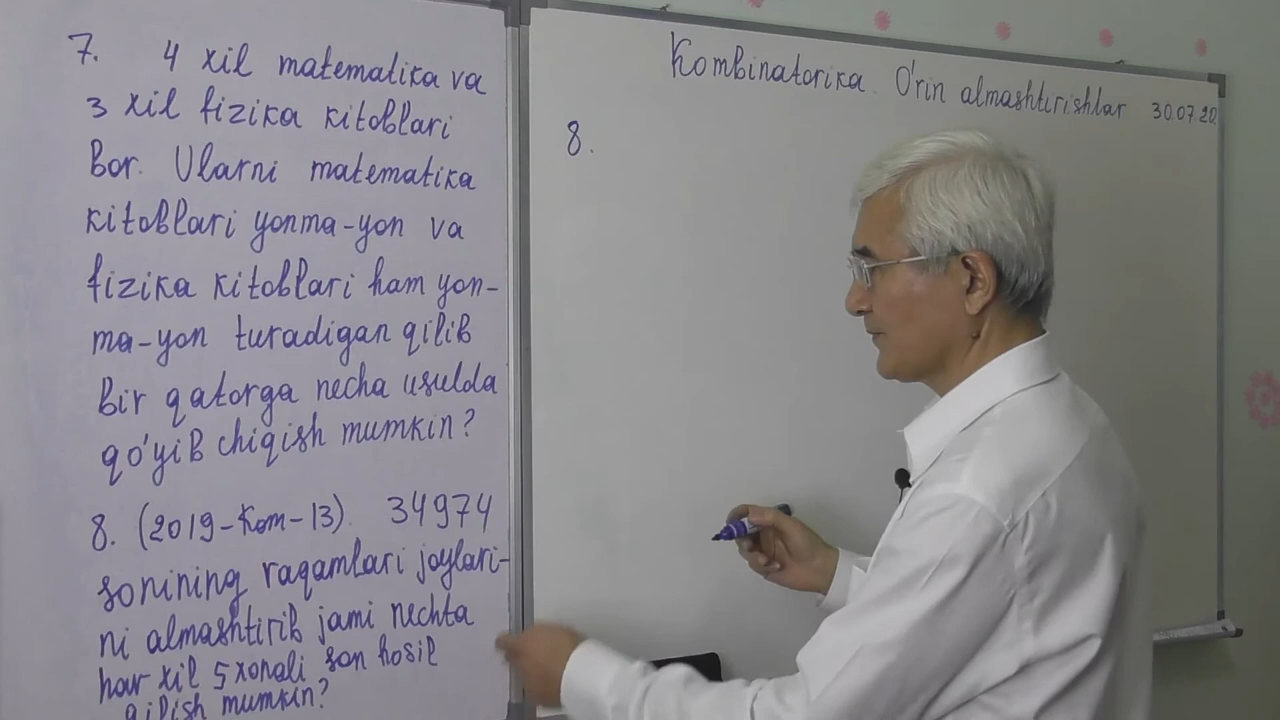 7. 4 xil matematika va
3 xil fizika kitoblari
bor. Ularni matematika
kitoblari yonma-yon va
fizika kitoblari ham yon-
ma-yon turadigan qilib
bir qatorga necha usulda
qo'yib chiqish mumkin?
8. (2019-Kom-13). 34974
sonining raqamlari joylari-
ni almashtirib jami nechta
har xil 5 xonali son hosil
qilish mumkin?
Kombinatorika. O'rin almashtirishlar 30.07.20.
8.